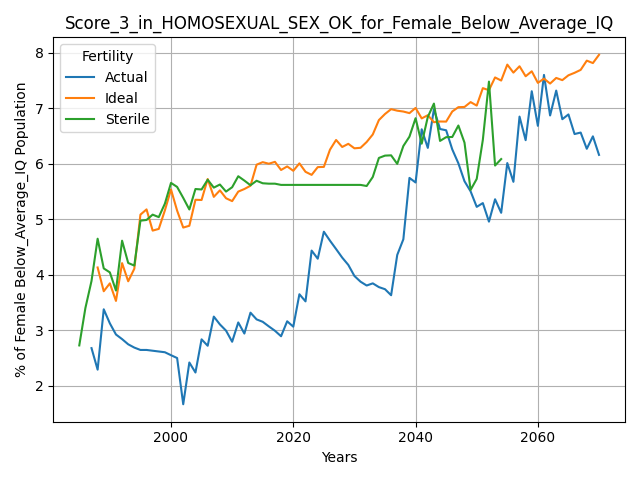 Score_3_in_HOMOSEXUAL_SEX_OK_for_Female_Below_Average_IQ
Fertility
Actual
Ideal
Sterile
% of Female Below_Average_IQ Population
8
7
6
5
4
3
2
2000 2020 2040 2060
Years